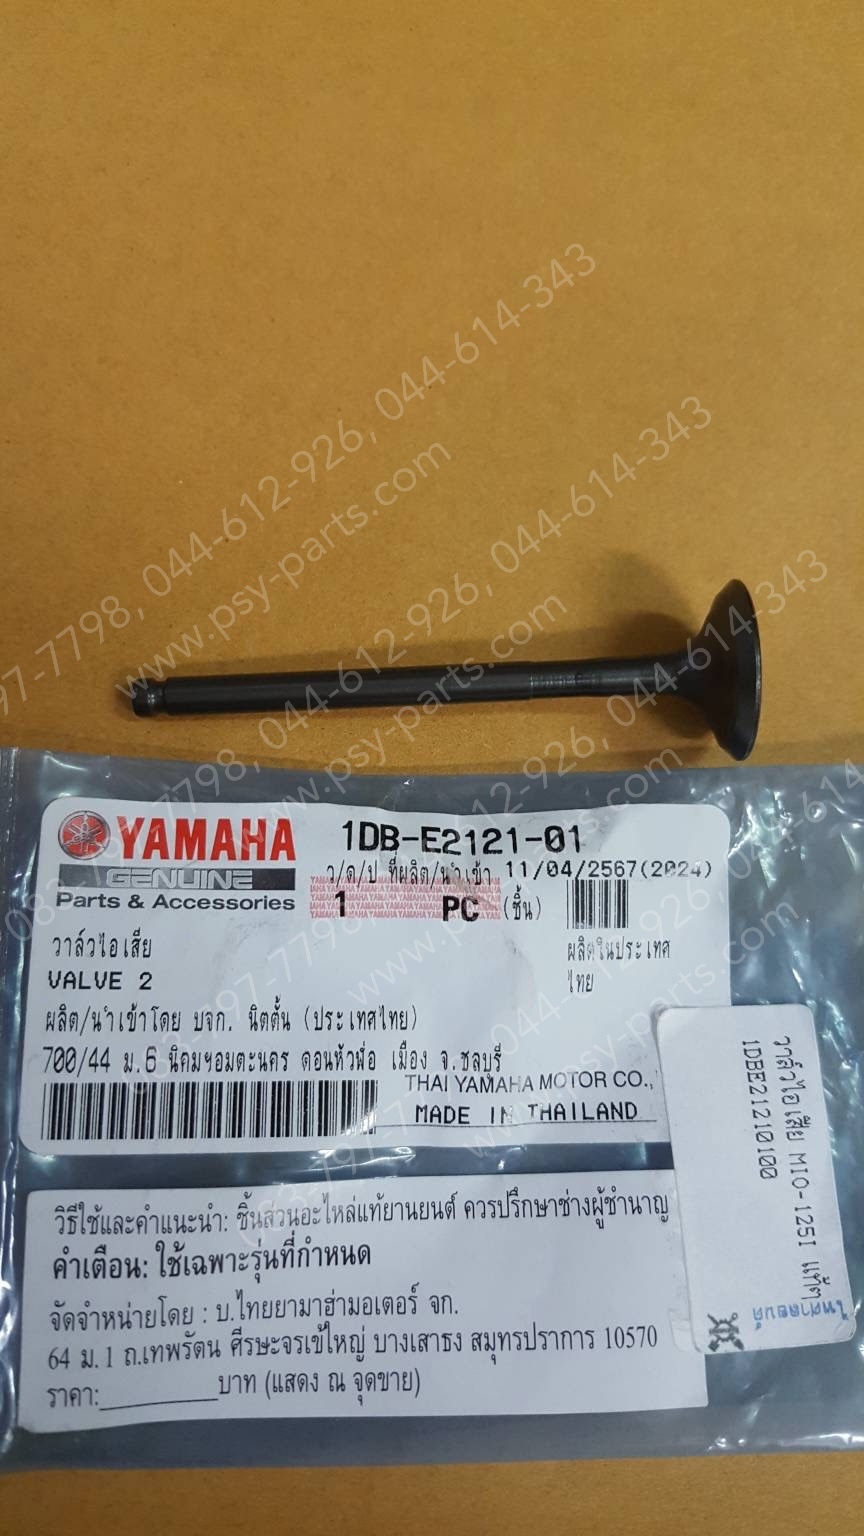 083-797-7798, 044-612-926, 044-614-343
www.psy-parts.com
YAMAHA
GENUINE
Parts & Accessories
1DB-E2121-01
ว/ด/ป ที่ผลิต/นำเข้า 11/04/2567(2024)
1 PC (ชิ้น)
วาล์วไอเสีย
VALVE 2
ผลิตในประเทศ
ไทย
ผลิต/นำเข้าโดย บจก. นิตตั้น (ประเทศไทย)
700/44 ม.6 นิคมฯอมตะนคร ดอนหัวฬ่อ เมือง จ.ชลบุรี
THAI YAMAHA MOTOR CO.,
MADE IN THAILAND
วาล์วไอเสีย MIO-125I แท้ๆ
1DBE21210100
วิธีใช้และคำแนะนำ: ชิ้นส่วนอะไหล่แท้ยานยนต์ ควรปรึกษาช่างผู้ชำนาญ
คำเตือน: ใช้เฉพาะรุ่นที่กำหนด
จัดจำหน่ายโดย : บ.ไทยยามาฮ่ามอเตอร์ จก.
64 ม.1 ถ.เทพรัตน ศีรษะจรเข้ใหญ่ บางเสาธง สมุทรปราการ 10570
ราคา:__________บาท (แสดง ณ จุดขาย)